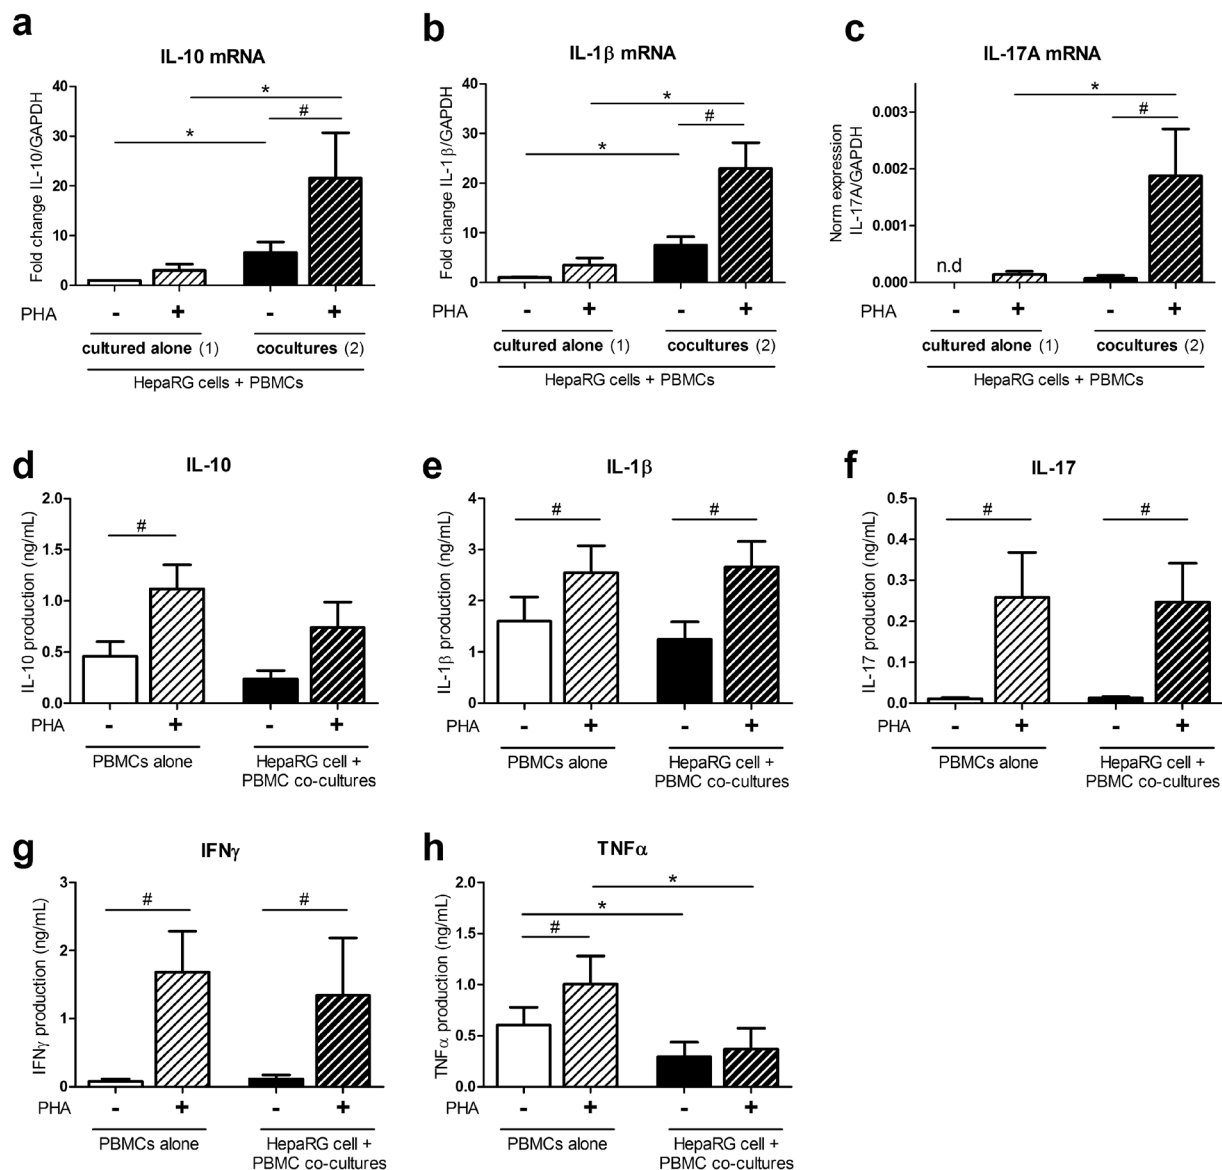 a
IL-10 mRNA
Fold change IL-10/GAPDH
40
30
20
10
0
*
*
#
PHA
- + - +
cultured alone (1) cocultures (2)
HepaRG cells + PBMCs
b
IL-1β mRNA
Fold change IL-1β/GAPDH
40
30
20
10
0
*
*
#
PHA
- + - +
cultured alone (1) cocultures (2)
HepaRG cells + PBMCs
c
IL-17A mRNA
Norm expression
IL-17A/GAPDH
0.003
0.002
0.001
0.000
*
#
n.d
PHA
- + - +
cultured alone (1) cocultures (2)
HepaRG cells + PBMCs
d
IL-10
IL-10 production (ng/mL)
2.0
1.5
1.0
0.5
0.0
#
PHA
- + - +
PBMCs alone
HepaRG cell +
PBMC co-cultures
e
IL-1β
IL-1β production (ng/mL)
4
3
2
1
0
#
#
PHA
- + - +
PBMCs alone
HepaRG cell +
PBMC co-cultures
f
IL-17
IL-17 production (ng/mL)
0.5
0.4
0.3
0.2
0.1
0.0
#
#
PHA
- + - +
PBMCs alone
HepaRG cell +
PBMC co-cultures
g
IFNγ
IFNγ production (ng/mL)
3
2
1
0
#
#
PHA
- + - +
PBMCs alone
HepaRG cell +
PBMC co-cultures
h
TNFα
TNFα production (ng/mL)
2.0
1.5
1.0
0.5
0.0
*
*
#
PHA
- + - +
PBMCs alone
HepaRG cell +
PBMC co-cultures